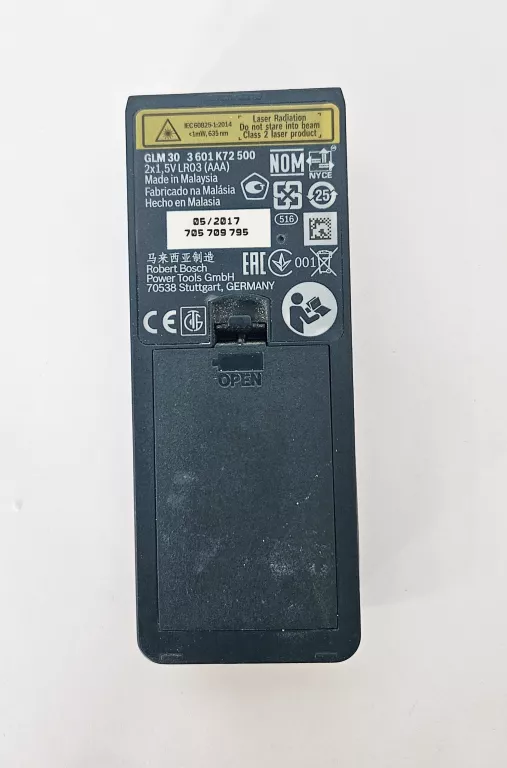 IEC 60825-1:2014
<1mW, 635 nm
Laser Radiation
Do not stare into beam
Class 2 laser product
GLM 30 3 601 K72 500
2x1,5V LR03 (AAA)
Made in Malaysia
Fabricado na Malásia
Hecho en Malasia
NOM
NYCE
25
05/2017
705 709 795
516
马来西亚制造
Robert Bosch
Power Tools GmbH
70538 Stuttgart, GERMANY
EAC
001
CE
OPEN